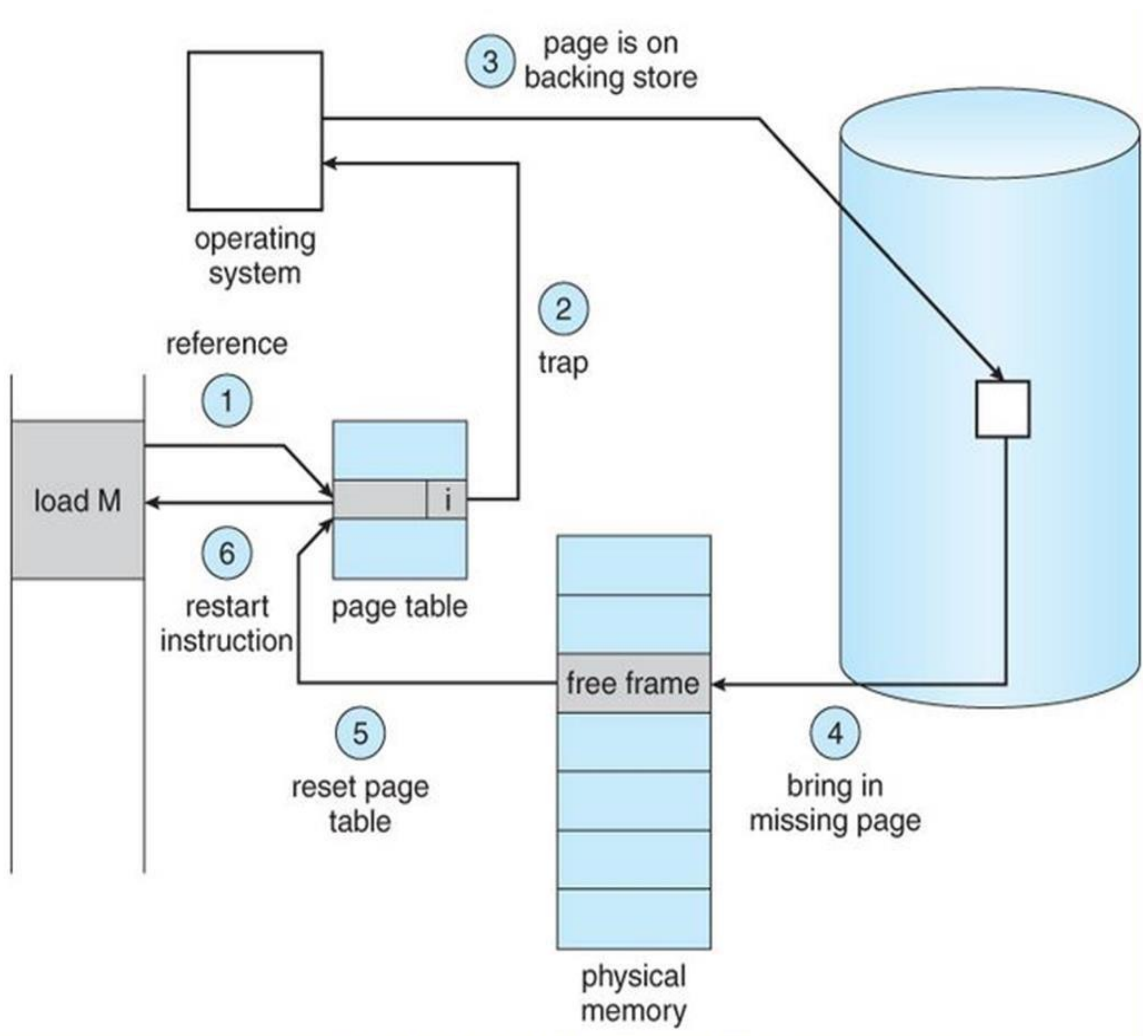 3
page is on
backing store
operating
system
2
trap
reference
1
load M
i
6
restart
instruction
page table
free frame
5
reset page
table
4
bring in
missing page
physical
memory